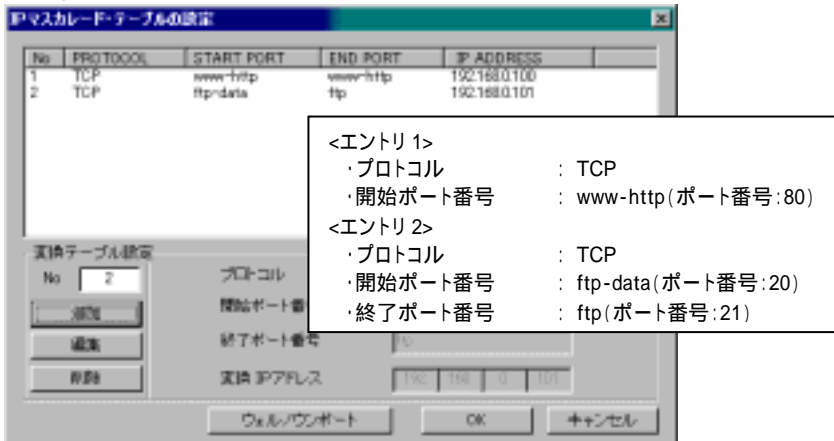 IPマスカレード・テーブルの設定
No PROTOCOL START PORT END PORT IP ADDRESS
1 TCP www-http www-http 192.168.0.100
2 TCP ftp-data ftp 192.168.0.101
<エントリ1>
・プロトコル : TCP
・開始ポート番号 : www-http(ポート番号:80)
<エントリ2>
・プロトコル : TCP
・開始ポート番号 : ftp-data(ポート番号:20)
・終了ポート番号 : ftp(ポート番号:21)
変換テーブル設定
No 2
追加
編集
削除
プロトコル
開始ポート番
終了ポート番号 ftp
変換 IPアドレス 192 168 0 101
ウェルノウンポート OK キャンセル